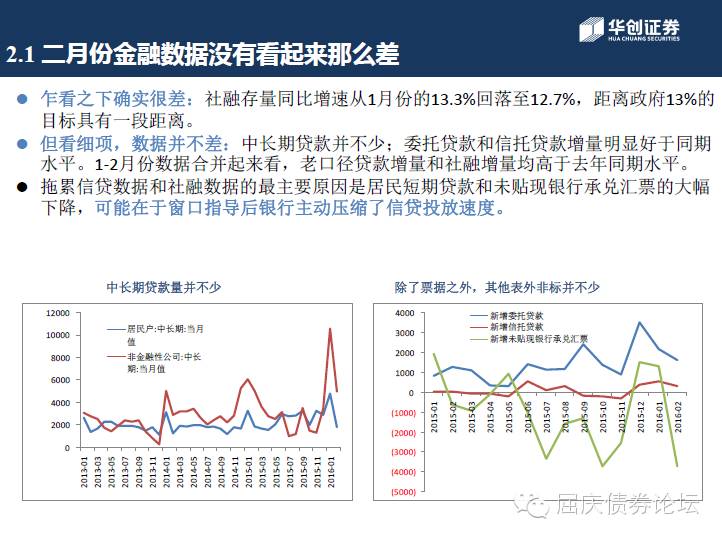 华创证券
HUA CHUANG SECURITIES
2.1 二月份金融数据没有看起来那么差
乍看之下确实很差：社融存量同比增速从1月份的13.3%回落至12.7%，距离政府13%的
目标具有一段距离。
但看细项，数据并不差：中长期贷款并不少；委托贷款和信托贷款增量明显好于同期
水平。1-2月份数据合并起来看，老口径贷款增量和社融增量均高于去年同期水平。
拖累信贷数据和社融数据的最主要原因是居民短期贷款和未贴现银行承兑汇票的大幅
下降，可能在于窗口指导后银行主动压缩了信贷投放速度。
中长期贷款量并不少
12000
10000
8000
6000
4000
2000
0
居民户:中长期:当月
值
非金融性公司:中长
期:当月值
2013-01
2013-03
2013-05
2013-07
2013-09
2013-11
2014-01
2014-03
2014-05
2014-07
2014-09
2014-11
2015-01
2015-03
2015-05
2015-07
2015-09
2015-11
2016-01
除了票据之外，其他表外非标并不少
4000
3000
2000
1000
0
(1000)
(2000)
(3000)
(4000)
(5000)
新增委托贷款
新增信托贷款
新增未贴现银行承兑汇票
2015-01
2015-02
2015-03
2015-04
2015-05
2015-06
2015-07
2015-08
2015-09
2015-10
2015-11
2015-12
2016-01
2016-02
屈庆债券论坛